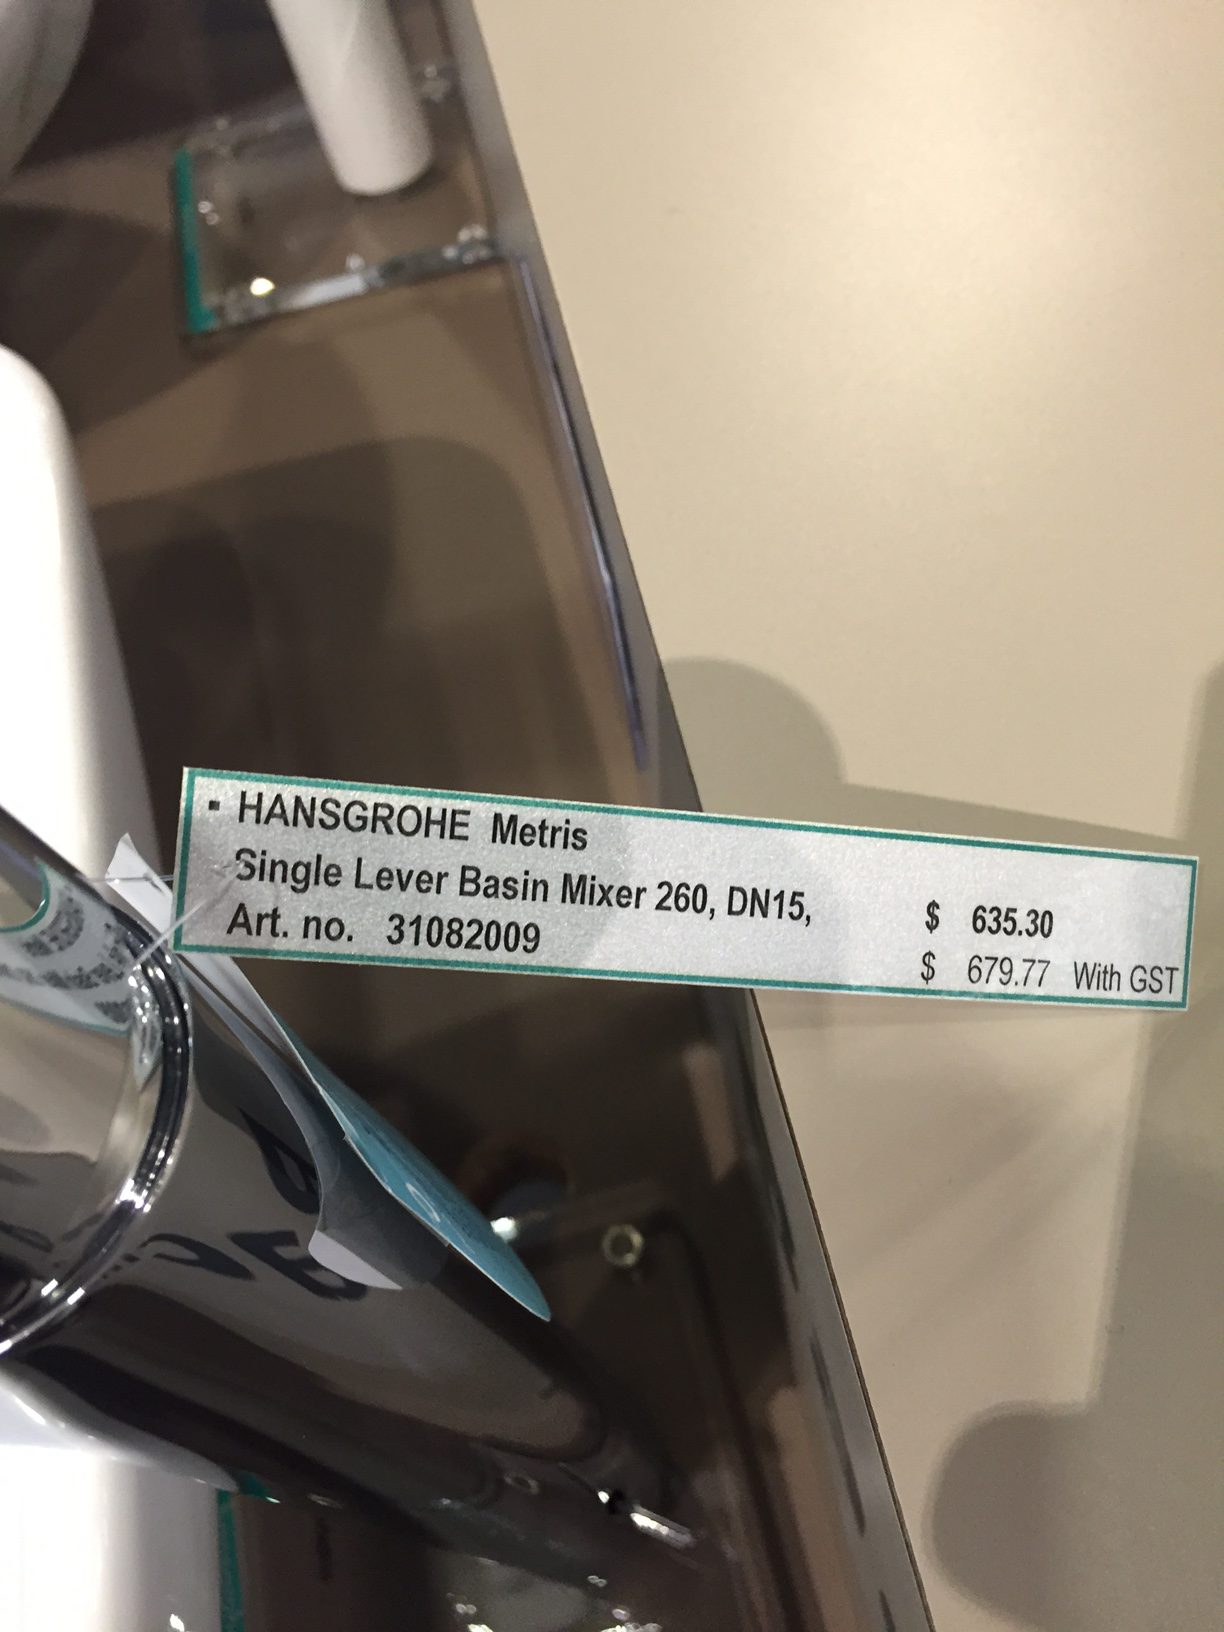 ▪ HANSGROHE Metris
Single Lever Basin Mixer 260, DN15,
Art. no. 31082009
$ 635.30
$ 679.77 With GST